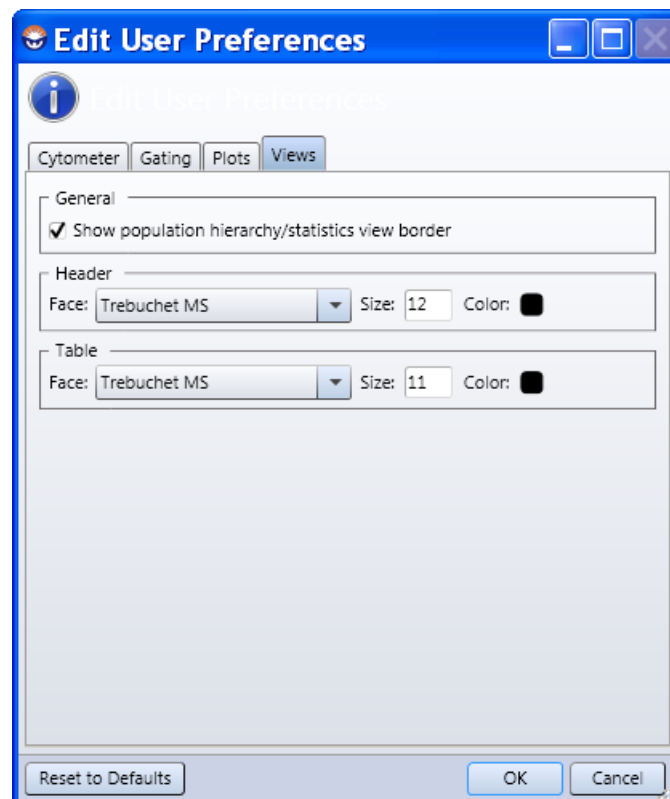 Edit User Preferences
Edit User Preferences
Cytometer Gating Plots Views
General
Show population hierarchy/statistics view border
Header
Face: Trebuchet MS Size: 12 Color:
Table
Face: Trebuchet MS Size: 11 Color:
Reset to Defaults OK Cancel